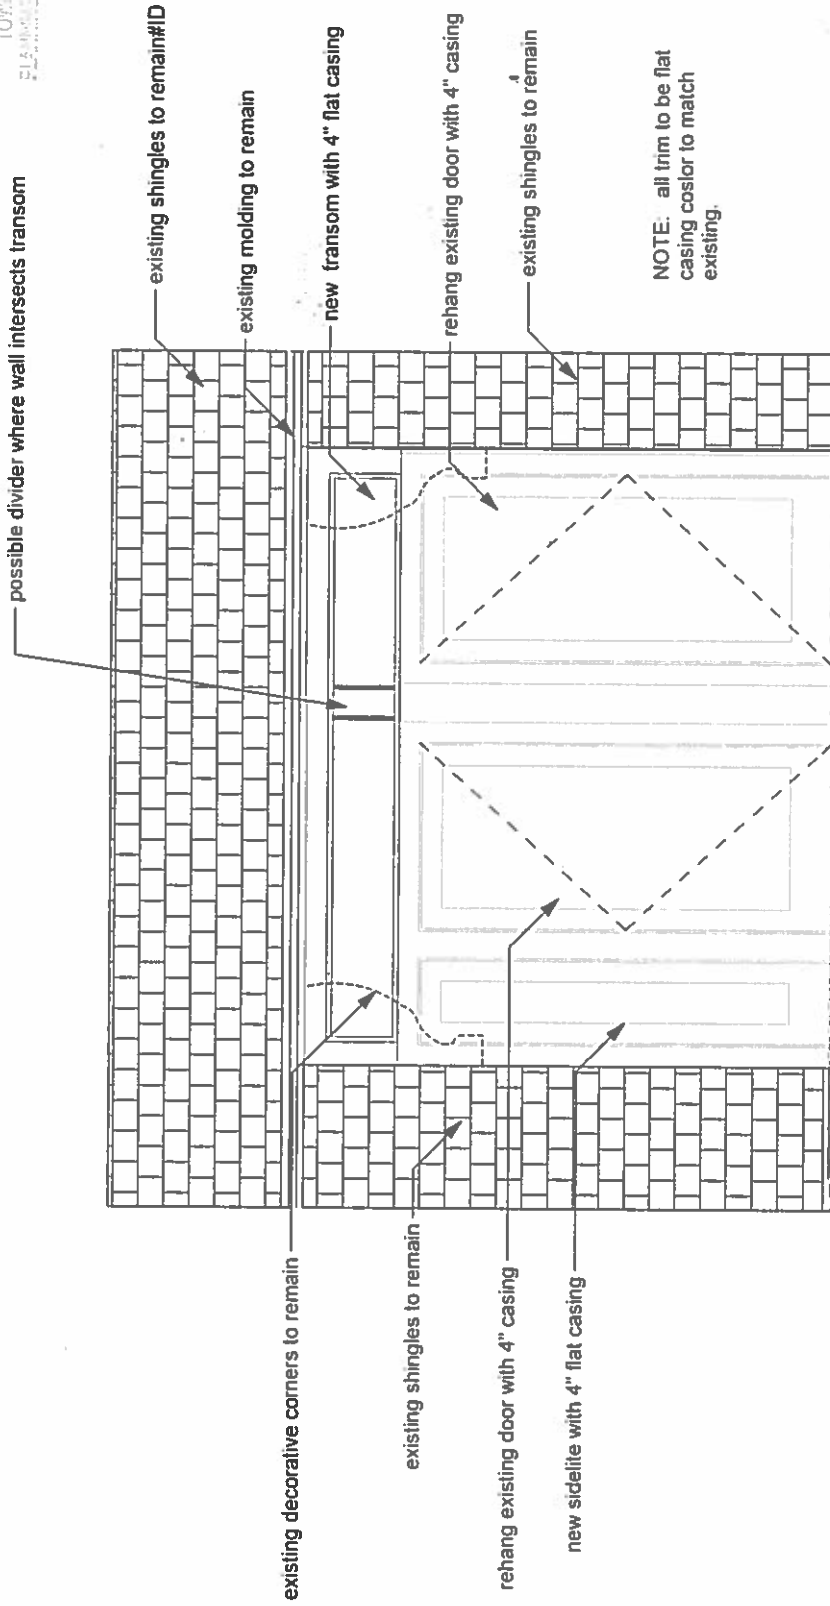 possible divider where wall intersects transom
existing shingles to remain#ID
existing molding to remain
new transom with 4" flat casing
rehang existing door with 4" casing
existing shingles to remain
NOTE: all trim to be flat
casing coslor to match
existing.
existing decorative corners to remain
existing shingles to remain
rehang existing door with 4" casing
new sidelite with 4" flat casing